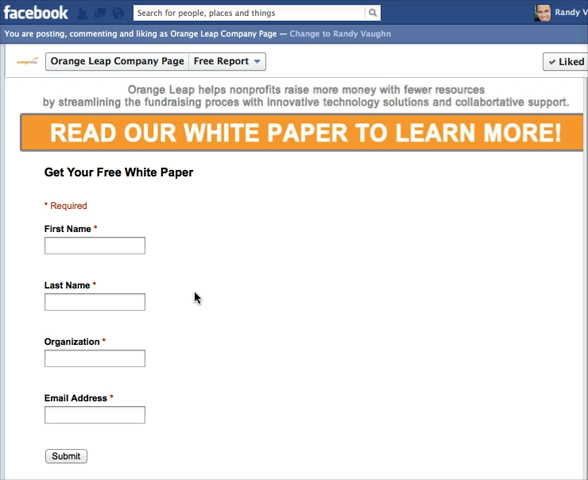 facebook
Search for people, places and things
Randy V
You are posting, commenting and liking as Orange Leap Company Page — Change to Randy Vaughn
Orange Leap Company Page
Free Report
Liked
Orange Leap helps nonprofits raise more money with fewer resources
by streamlining the fundraising proces with innovative technology solutions and collabortative support.
READ OUR WHITE PAPER TO LEARN MORE!
Get Your Free White Paper
* Required
First Name *
Last Name *
Organization *
Email Address *
Submit